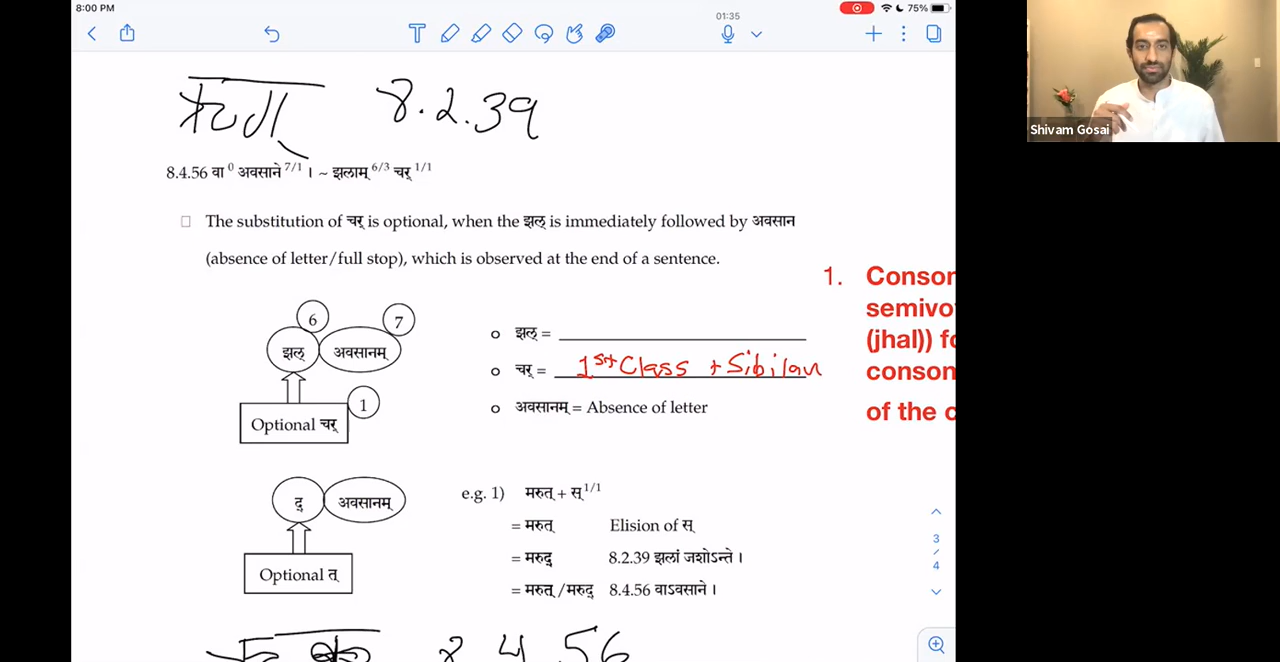 8:00 PM
75%
01:35
8.2.39
8.4.56 वा 0 अवसाने 7/1 । ~ झलाम् 6/3 चर् 1/1
The substitution of चर् is optional, when the झल् is immediately followed by अवसान
(absence of letter/full stop), which is observed at the end of a sentence.
1. Conson
semivo
(jhal)) fo
conson
of the c
6
7
झल्
अवसानम्
1
Optional चर्
झल् =
चर् = 1st Class + Sibilan
अवसानम् = Absence of letter
द्
अवसानम्
Optional त्
e.g. 1) मरुत् + स् 1/1
= मरुत् Elision of स्
= मरुद् 8.2.39 झलां जशोऽन्ते ।
= मरुत् / मरुद् 8.4.56 वाऽवसाने ।
3
/
4
8 4 56
Shivam Gosai